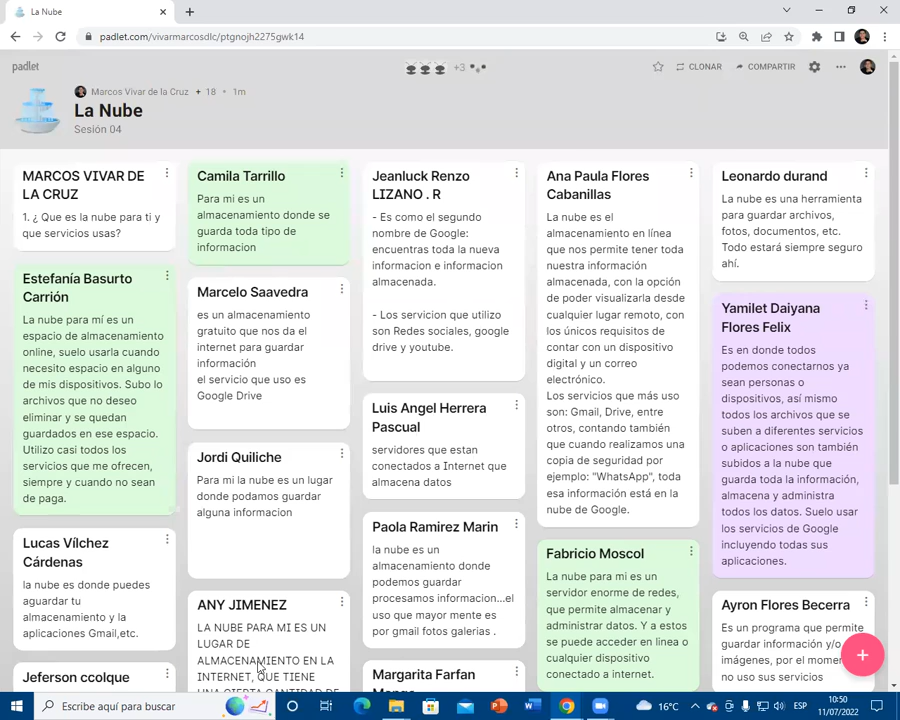 La Nube
padlet.com/vivarmarcosdlc/ptgnojh2275gwk14
padlet
+3
CLONAR
COMPARTIR
Marcos Vivar de la Cruz + 18 • 1m
La Nube
Sesión 04
MARCOS VIVAR DE
LA CRUZ
1. ¿ Que es la nube para ti y
que servicios usas?
Estefanía Basurto
Carrión
La nube para mí es un
espacio de almacenamiento
online, suelo usarla cuando
necesito espacio en alguno
de mis dispositivos. Subo lo
archivos que no deseo
eliminar y se quedan
guardados en ese espacio.
Utilizo casi todos los
servicios que me ofrecen,
siempre y cuando no sean
de paga.
Lucas Vílchez
Cárdenas
la nube es donde puedes
aguardar tu
almacenamiento y la
aplicaciones Gmail,etc.
Jeferson ccolque
Camila Tarrillo
Para mi es un
almacenamiento donde se
guarda toda tipo de
informacion
Marcelo Saavedra
es un almacenamiento
gratuito que nos da el
internet para guardar
información
el servicio que uso es
Google Drive
Jordi Quiliche
Para mi la nube es un lugar
donde podamos guardar
alguna informacion
ANY JIMENEZ
LA NUBE PARA MI ES UN
LUGAR DE
ALMACENAMIENTO EN LA
INTERNET, QUE TIENE
UNA CIERTA CANTIDAD DE
Jeanluck Renzo
LIZANO . R
- Es como el segundo
nombre de Google:
encuentras toda la nueva
informacion e informacion
almacenada.
- Los servicion que utilizo
son Redes sociales, google
drive y youtube.
Luis Angel Herrera
Pascual
servidores que estan
conectados a Internet que
almacena datos
Paola Ramirez Marin
la nube es un
almacenamiento donde
podemos guardar
procesamos informacion...el
uso que mayor mente es
por gmail fotos galerias .
Margarita Farfan
Ana Paula Flores
Cabanillas
La nube es el
almacenamiento en línea
que nos permite tener toda
nuestra información
almacenada, con la opción
de poder visualizarla desde
cualquier lugar remoto, con
los únicos requisitos de
contar con un dispositivo
digital y un correo
electrónico.
Los servicios que más uso
son: Gmail, Drive, entre
otros, contando también
que cuando realizamos una
copia de seguridad por
ejemplo: "WhatsApp", toda
esa información está en la
nube de Google.
Fabricio Moscol
La nube para mi es un
servidor enorme de redes,
que permite almacenar y
administrar datos. Y a estos
se puede acceder en linea o
cualquier dispositivo
conectado a internet.
Leonardo durand
La nube es una herramienta
para guardar archivos,
fotos, documentos, etc.
Todo estará siempre seguro
ahí.
Yamilet Daiyana
Flores Felix
Es en donde todos
podemos conectarnos ya
sean personas o
dispositivos, así mismo
todos los archivos que se
suben a diferentes servicios
o aplicaciones son también
subidos a la nube que
guarda toda la información,
almacena y administra
todos los datos. Suelo usar
los servicios de Google
incluyendo todas sus
aplicaciones.
Ayron Flores Becerra
Es un programa que permite
guardar información y/o
imágenes, por el
no uso sus servicios
Escribe aquí para buscar
16°C
ESP
10:50
11/07/2022